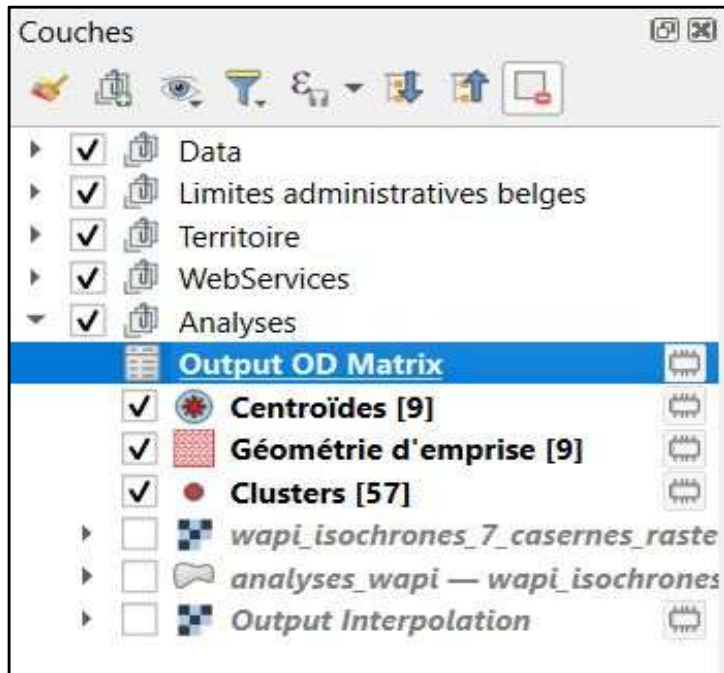 Couches
Data
Limites administratives belges
Territoire
WebServices
Analyses
Output OD Matrix
Centroïdes [9]
Géométrie d'emprise [9]
Clusters [57]
wapi_isochrones_7_casernes_raste
analyses_wapi — wapi_isochrones
Output Interpolation